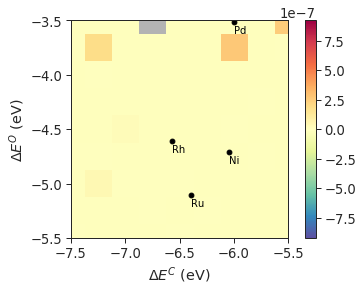 1e−7
−3.5
−4.0
−4.5
−5.0
−5.5
ΔE^O (eV)
Pd
Rh
Ni
Ru
−7.5
−7.0
−6.5
−6.0
−5.5
ΔE^C (eV)
7.5
5.0
2.5
0.0
−2.5
−5.0
−7.5